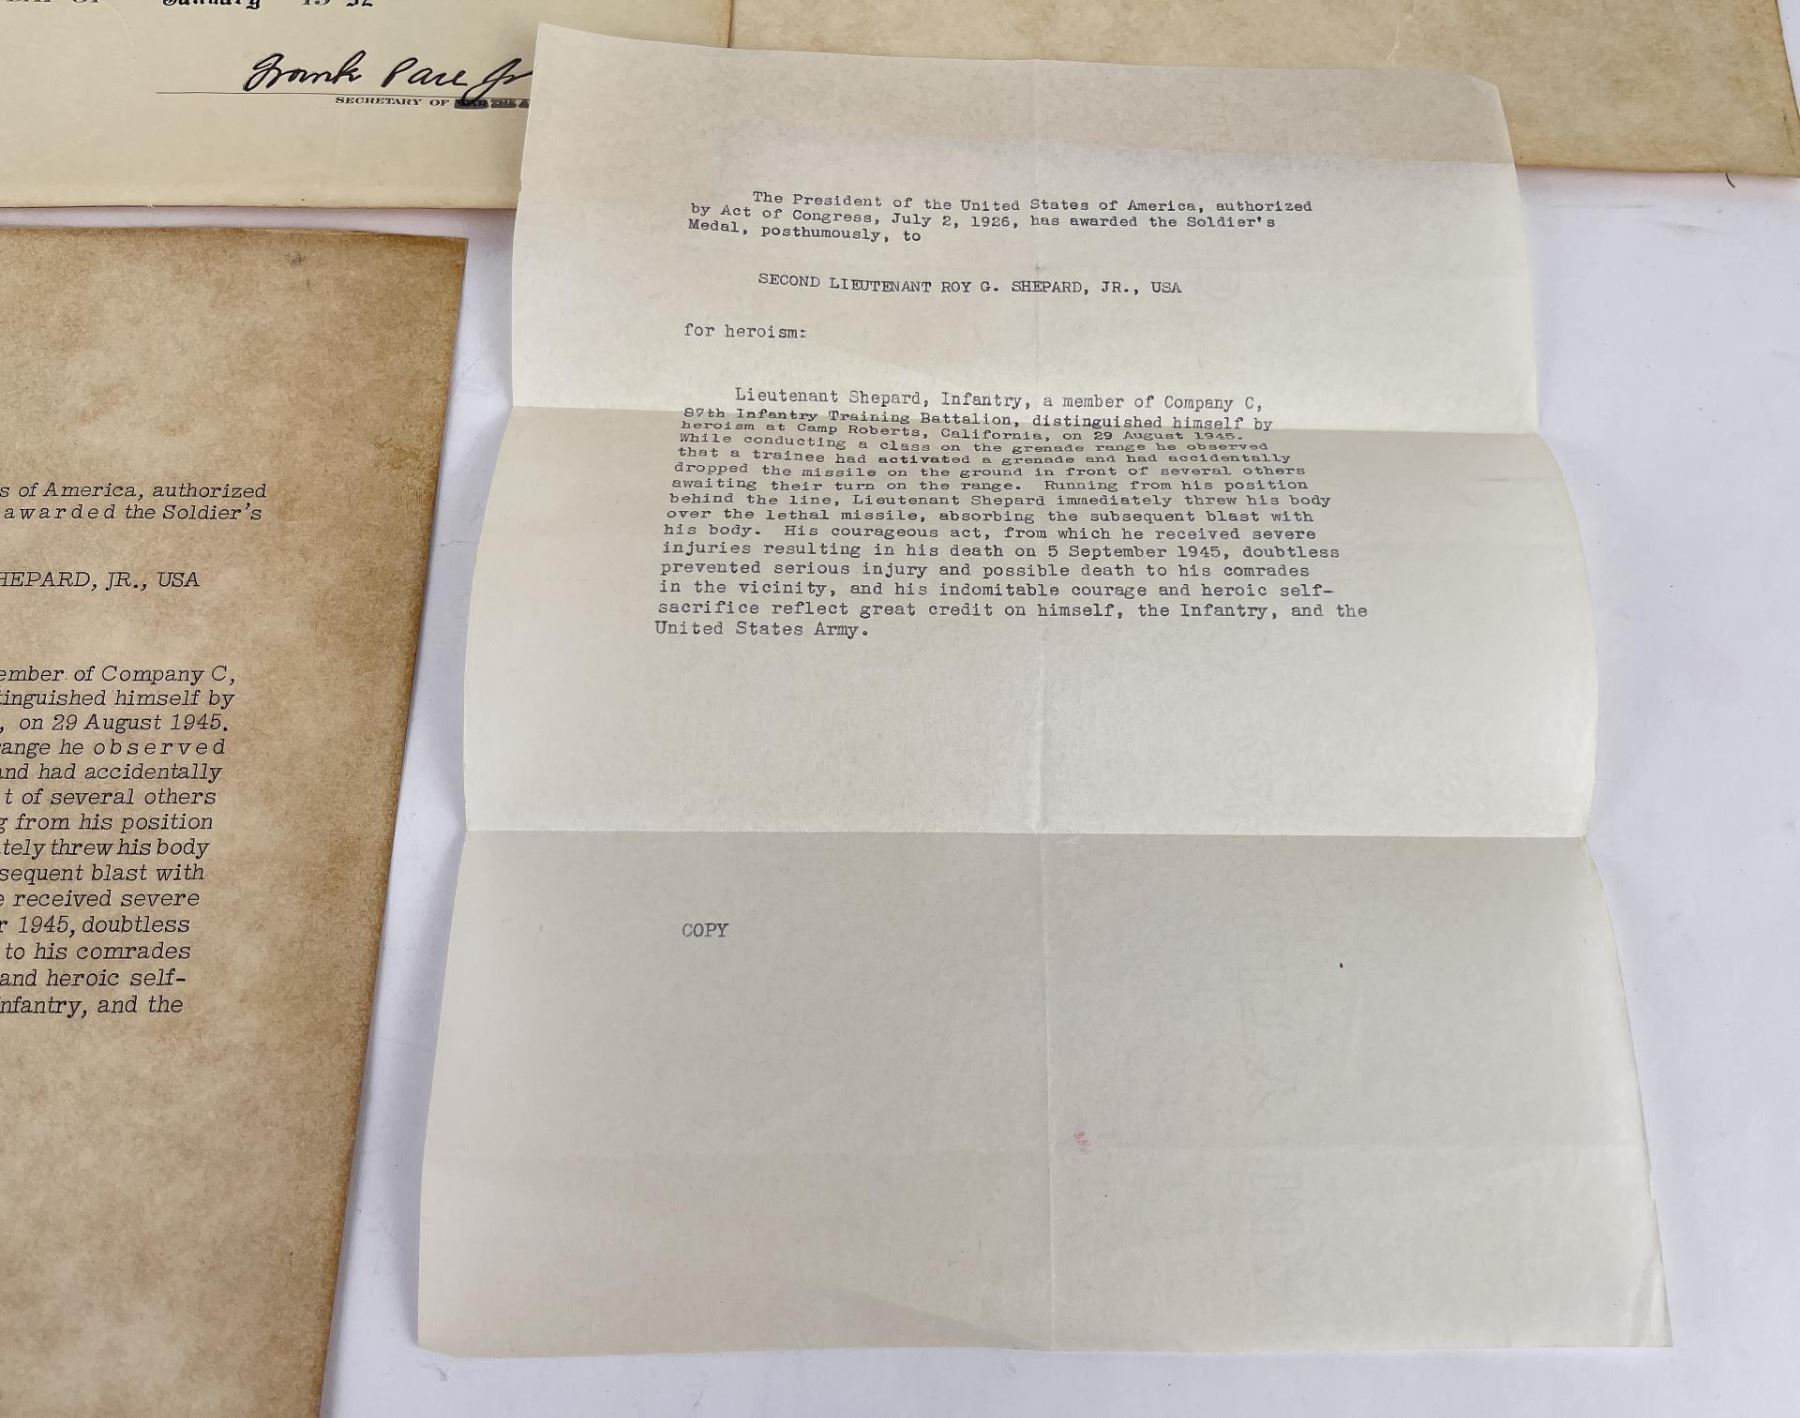 January 19 52
Frank Pace Jr
SECRETARY OF
The President of the United States of America, authorized
by Act of Congress, July 2, 1926, has awarded the Soldier's
Medal, posthumously, to
SECOND LIEUTENANT ROY G. SHEPARD, JR., USA
for heroism:
Lieutenant Shepard, Infantry, a member of Company C,
87th Infantry Training Battalion, distinguished himself by
heroism at Camp Roberts, California, on 29 August 1945.
While conducting a class on the grenade range he observed
that a trainee had activated a grenade and had accidentally
dropped the missile on the ground in front of several others
awaiting their turn on the range. Running from his position
behind the line, Lieutenant Shepard immediately threw his body
over the lethal missile, absorbing the subsequent blast with
his body. His courageous act, from which he received severe
injuries resulting in his death on 5 September 1945, doubtless
prevented serious injury and possible death to his comrades
in the vicinity, and his indomitable courage and heroic self-
sacrifice reflect great credit on himself, the Infantry, and the
United States Army.
COPY
s of America, authorized
awarded the Soldier's
HEPARD, JR., USA
ember of Company C,
tinguished himself by
, on 29 August 1945.
ange he observed
and had accidentally
t of several others
g from his position
tely threw his body
sequent blast with
e received severe
r 1945, doubtless
to his comrades
and heroic self-
nfantry, and the